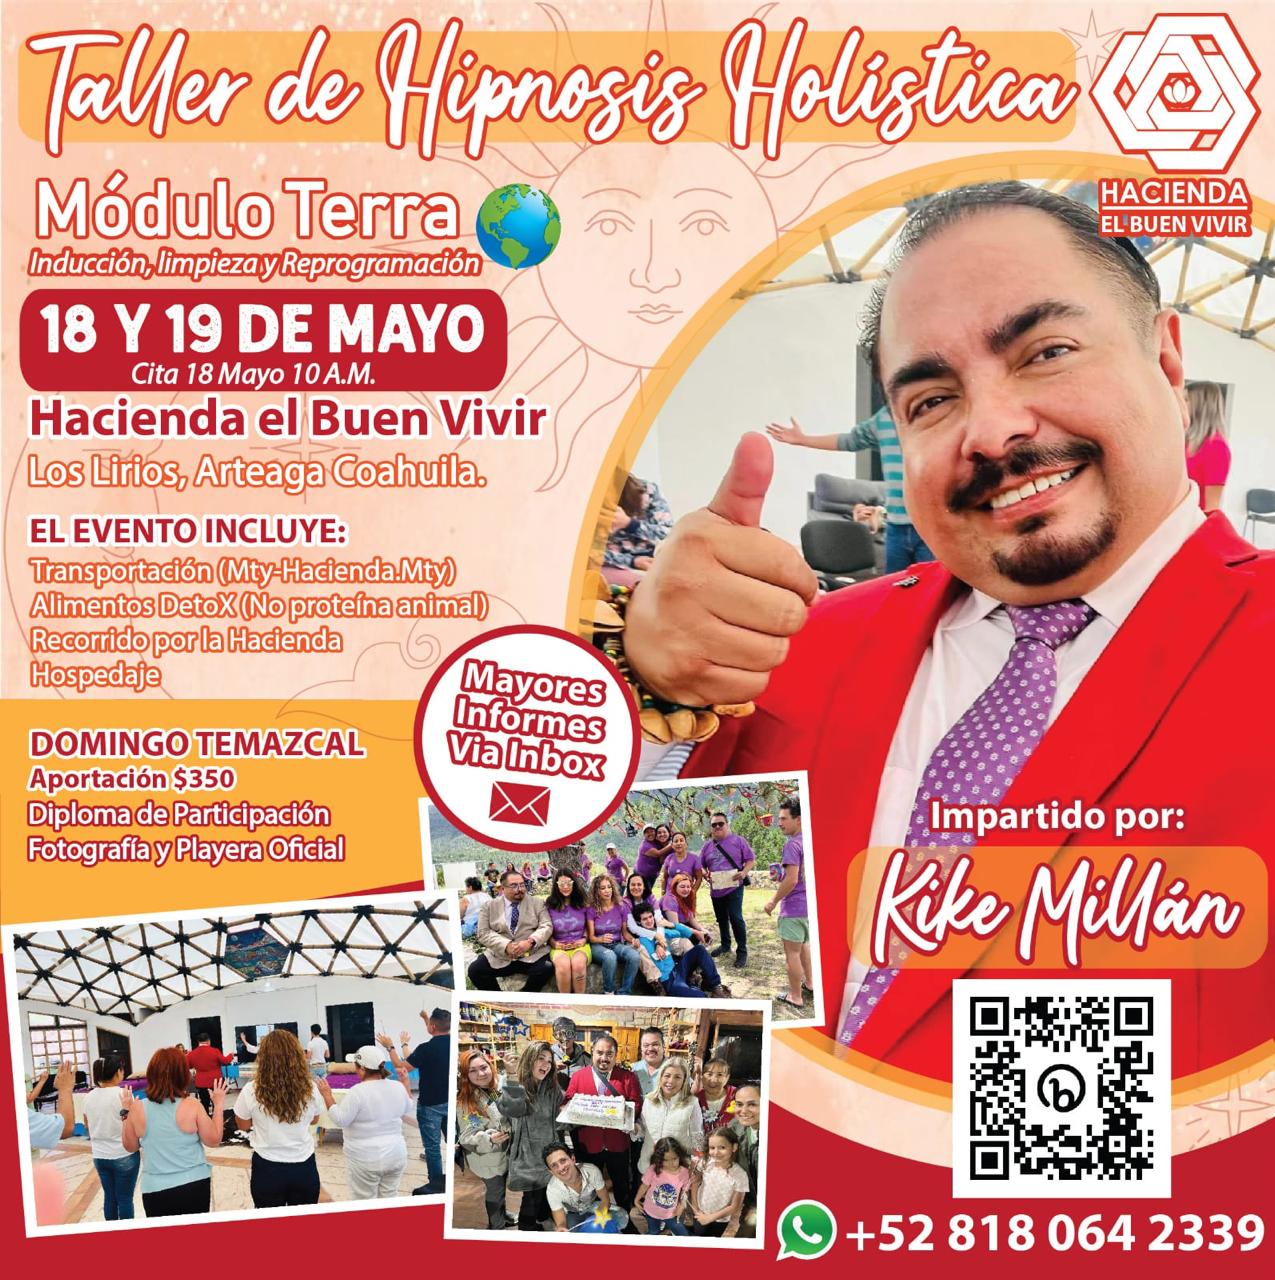 Taller de Hipnosis Holística
HACIENDA
EL BUEN VIVIR
Módulo Terra
Inducción, limpieza y Reprogramación
18 Y 19 DE MAYO
Cita 18 Mayo 10 A.M.
Hacienda el Buen Vivir
Los Lirios, Arteaga Coahuila.
EL EVENTO INCLUYE:
Transportación (Mty-Hacienda.Mty)
Alimentos DetoX (No proteína animal)
Recorrido por la Hacienda
Hospedaje
Mayores
Informes
Via Inbox
DOMINGO TEMAZCAL
Aportación $350
Diploma de Participación
Fotografía y Playera Oficial
Impartido por:
Kike Millán
+52 818 064 2339